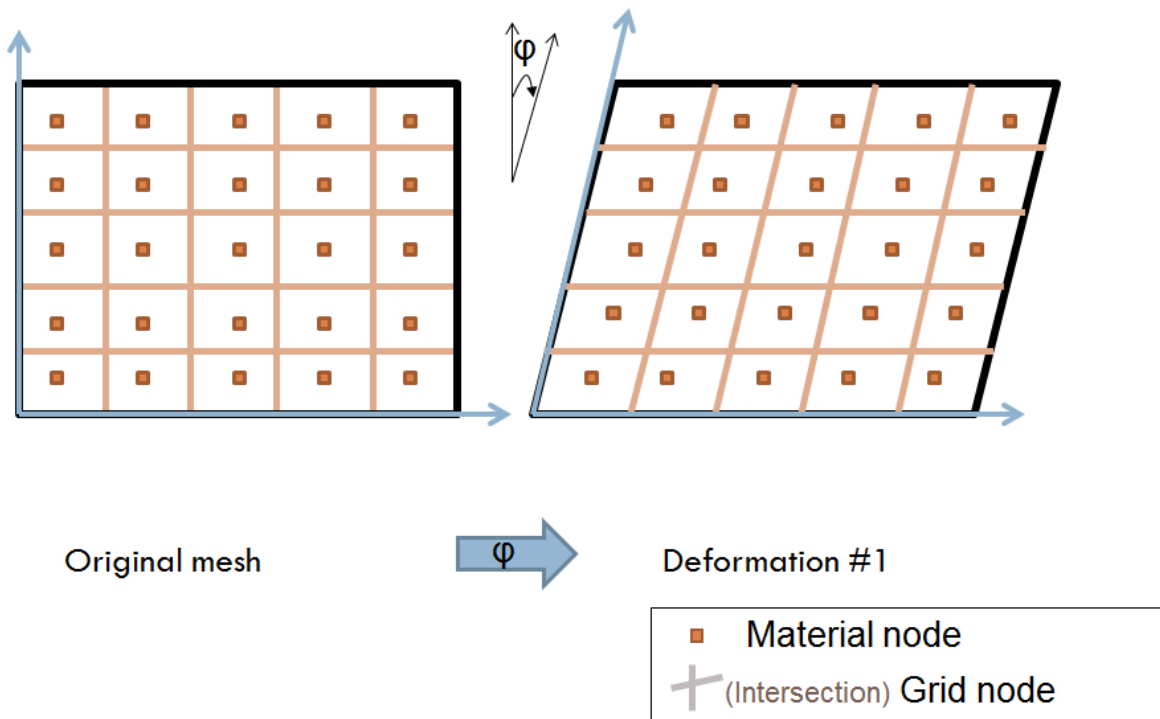 φ
Original mesh
φ
Deformation #1
Material node
(Intersection) Grid node